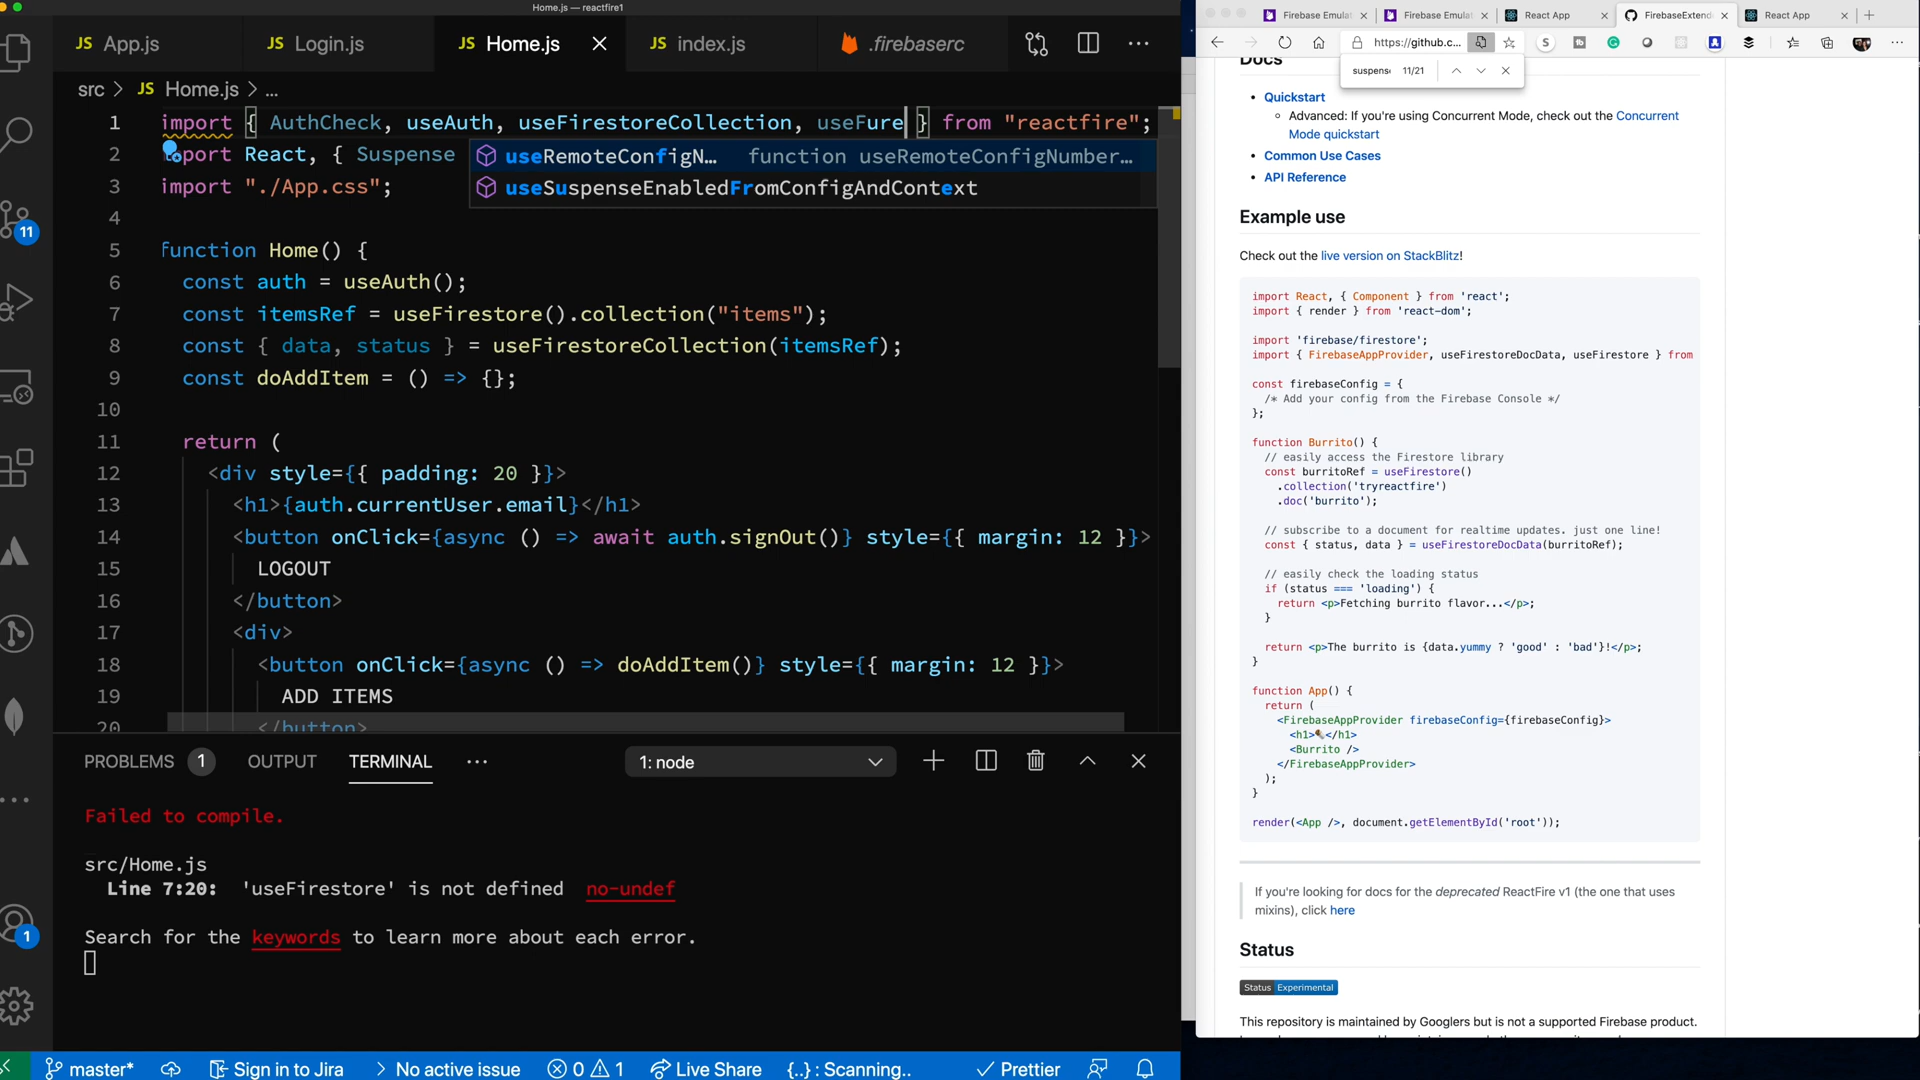 Home.js — reactfire1
JS App.js
JS Login.js
JS Home.js
JS index.js
.firebaserc
src > JS Home.js > ...
1 import { AuthCheck, useAuth, useFirestoreCollection, useFure } from "reactfire";
2 import React, { Suspense
3 import "./App.css";
4
5 function Home() {
6 const auth = useAuth();
7 const itemsRef = useFirestore().collection("items");
8 const { data, status } = useFirestoreCollection(itemsRef);
9 const doAddItem = () => {};
10
11 return (
12 <div style={{ padding: 20 }}>
13 <h1>{auth.currentUser.email}</h1>
14 <button onClick={async () => await auth.signOut()} style={{ margin: 12 }}>
15 LOGOUT
16 </button>
17 <div>
18 <button onClick={async () => doAddItem()} style={{ margin: 12 }}>
19 ADD ITEMS
20 </button>
useRemoteConfigN… function useRemoteConfigNumber…
useSuspenseEnabledFromConfigAndContext
11
1
PROBLEMS 1 OUTPUT TERMINAL ··· 1: node
Failed to compile.
src/Home.js
Line 7:20: 'useFirestore' is not defined no-undef
Search for the keywords to learn more about each error.
master* Sign in to Jira > No active issue 0 1 Live Share {..} : Scanning.. Prettier
Firebase Emulat
Firebase Emulat
React App
FirebaseExtend
React App
https://github.c...
suspens 11/21
Docs
• Quickstart
Advanced: If you're using Concurrent Mode, check out the Concurrent
Mode quickstart
• Common Use Cases
• API Reference
Example use
Check out the live version on StackBlitz!
import React, { Component } from 'react';
import { render } from 'react-dom';
import 'firebase/firestore';
import { FirebaseAppProvider, useFirestoreDocData, useFirestore } from
const firebaseConfig = {
/* Add your config from the Firebase Console */
};
function Burrito() {
// easily access the Firestore library
const burritoRef = useFirestore()
.collection('tryreactfire')
.doc('burrito');
// subscribe to a document for realtime updates. just one line!
const { status, data } = useFirestoreDocData(burritoRef);
// easily check the loading status
if (status === 'loading') {
return <p>Fetching burrito flavor...</p>;
}
return <p>The burrito is {data.yummy ? 'good' : 'bad'}!</p>;
}
function App() {
return (
<FirebaseAppProvider firebaseConfig={firebaseConfig}>
<h1>🌯</h1>
<Burrito />
</FirebaseAppProvider>
);
}
render(<App />, document.getElementById('root'));
If you're looking for docs for the deprecated ReactFire v1 (the one that uses
mixins), click here
Status
Status Experimental
This repository is maintained by Googlers but is not a supported Firebase product.